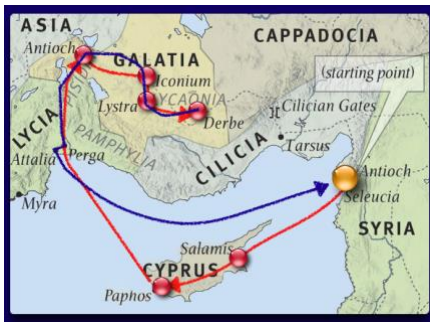 ASIA
Antioch
GALATIA
CAPPADOCIA
(starting point)
Iconium
PISIDIA
Lystra
LYCAONIA
Derbe
Cilician Gates
LYCIA
PAMPHYLIA
CILICIA
Tarsus
Attalia
Perga
Antioch
Seleucia
Myra
Salamis
SYRIA
CYPRUS
Paphos